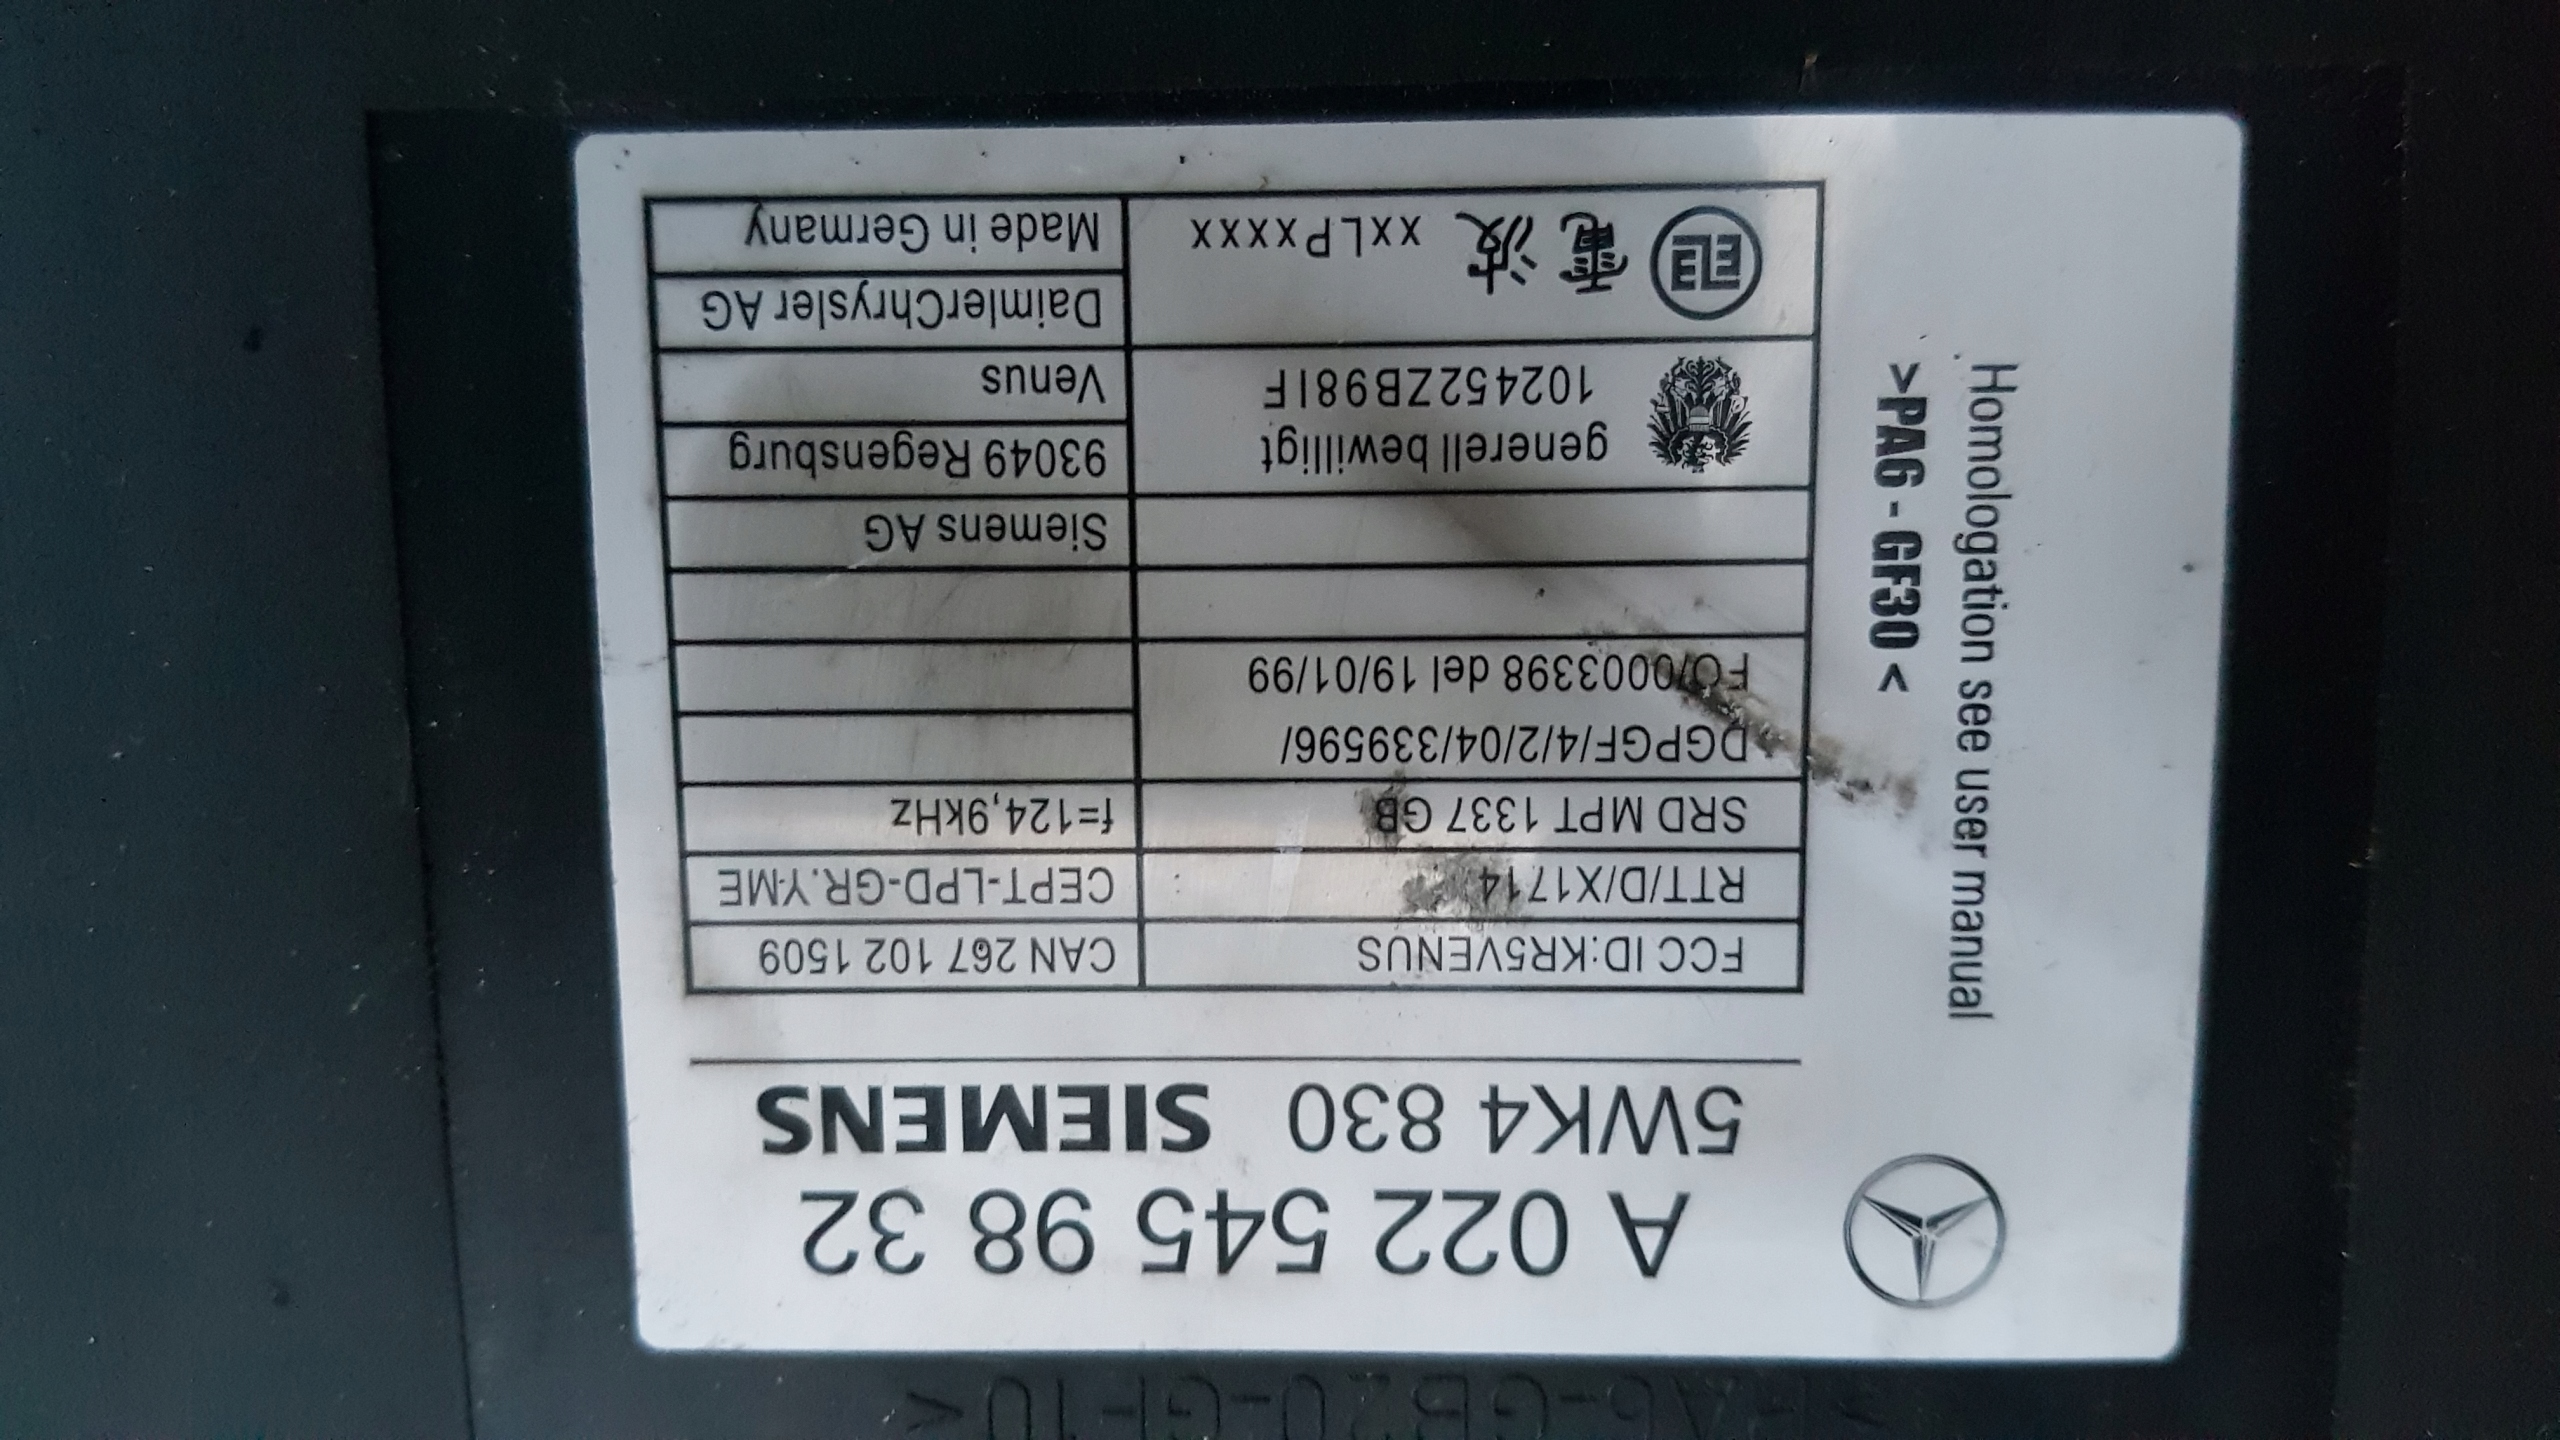 A 022 545 98 32
5WK4 830 SIEMENS
FCC ID:KR5VENUS
CAN 267 102 1509
RTT/D/X1714
CEPT-LPD-GR.Y-ME
SRD MPT 1337 GB
f=124,9kHz
DGPGF/4/2/04/339596/
FO/0003398 del 19/01/99
Siemens AG
generell bewilligt
93049 Regensburg
102452ZB98IF
Venus
DaimlerChrysler AG
電波 xxLPxxxx
Made in Germany
>PA6 - GF30<
Homologation see user manual